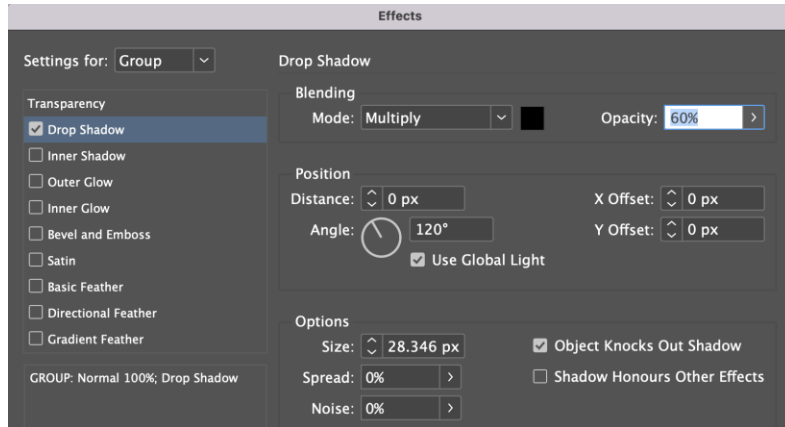 Effects
Settings for: Group
Transparency
Drop Shadow
Inner Shadow
Outer Glow
Inner Glow
Bevel and Emboss
Satin
Basic Feather
Directional Feather
Gradient Feather
GROUP: Normal 100%; Drop Shadow
Drop Shadow
Blending
Mode: Multiply Opacity: 60%
Position
Distance: 0 px X Offset: 0 px
Angle: 120° Y Offset: 0 px
Use Global Light
Options
Size: 28.346 px Object Knocks Out Shadow
Spread: 0% Shadow Honours Other Effects
Noise: 0%